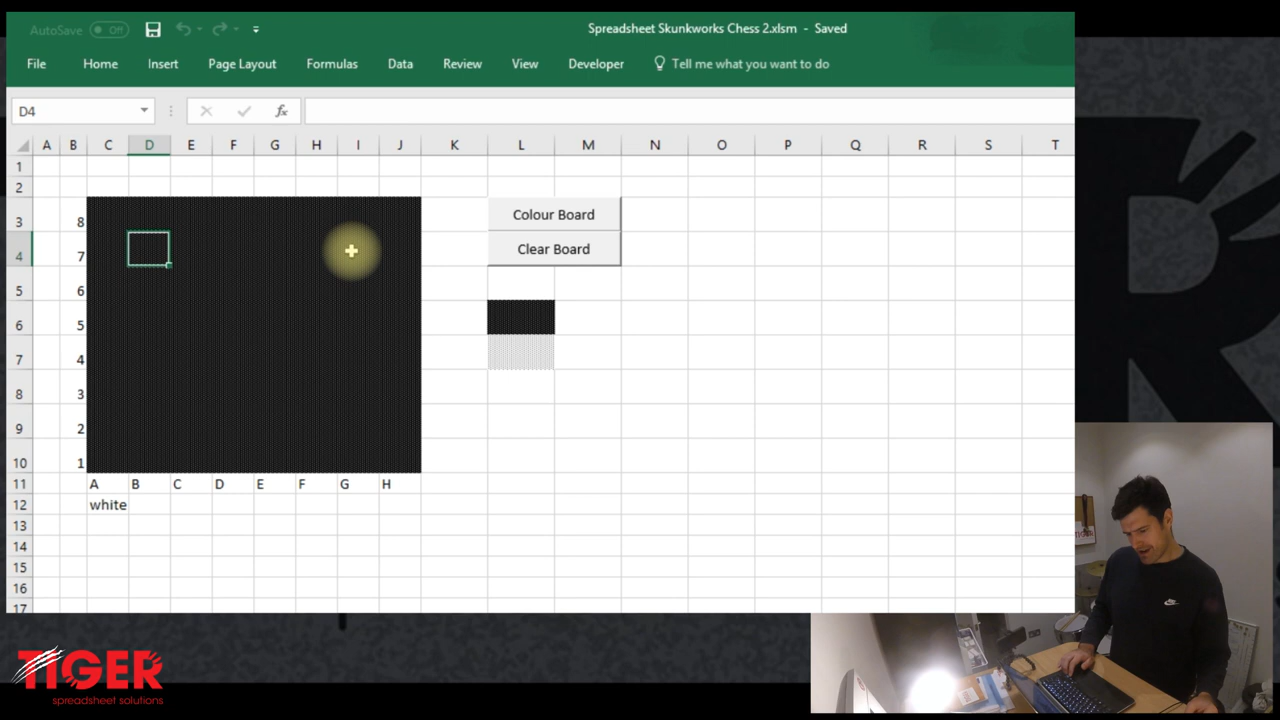 AutoSave Off
Spreadsheet Skunkworks Chess 2.xlsm - Saved
File Home Insert Page Layout Formulas Data Review View Developer Tell me what you want to do
D4 fx
A B C D E F G H I J K L M N O P Q R S T
1
2
3 8 Colour Board
4 7 Clear Board
5 6
6 5
7 4
8 3
9 2
10 1
11 A B C D E F G H
12 white
13
14
15
16
17
TIGER
spreadsheet solutions